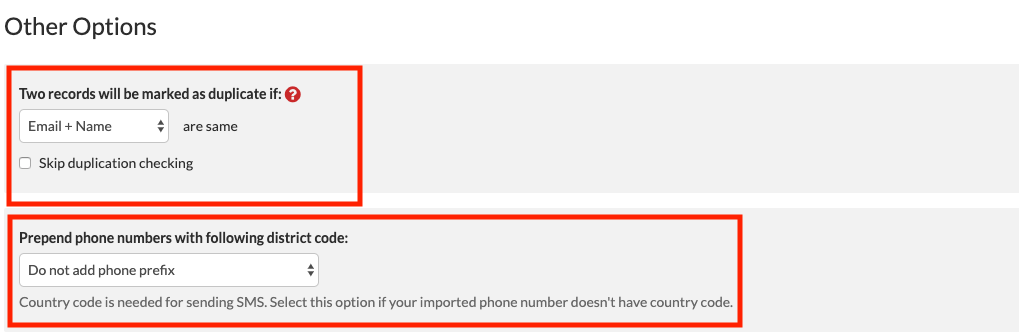 Other Options
Two records will be marked as duplicate if: ?
Email + Name are same
Skip duplication checking
Prepend phone numbers with following district code:
Do not add phone prefix
Country code is needed for sending SMS. Select this option if your imported phone number doesn't have country code.